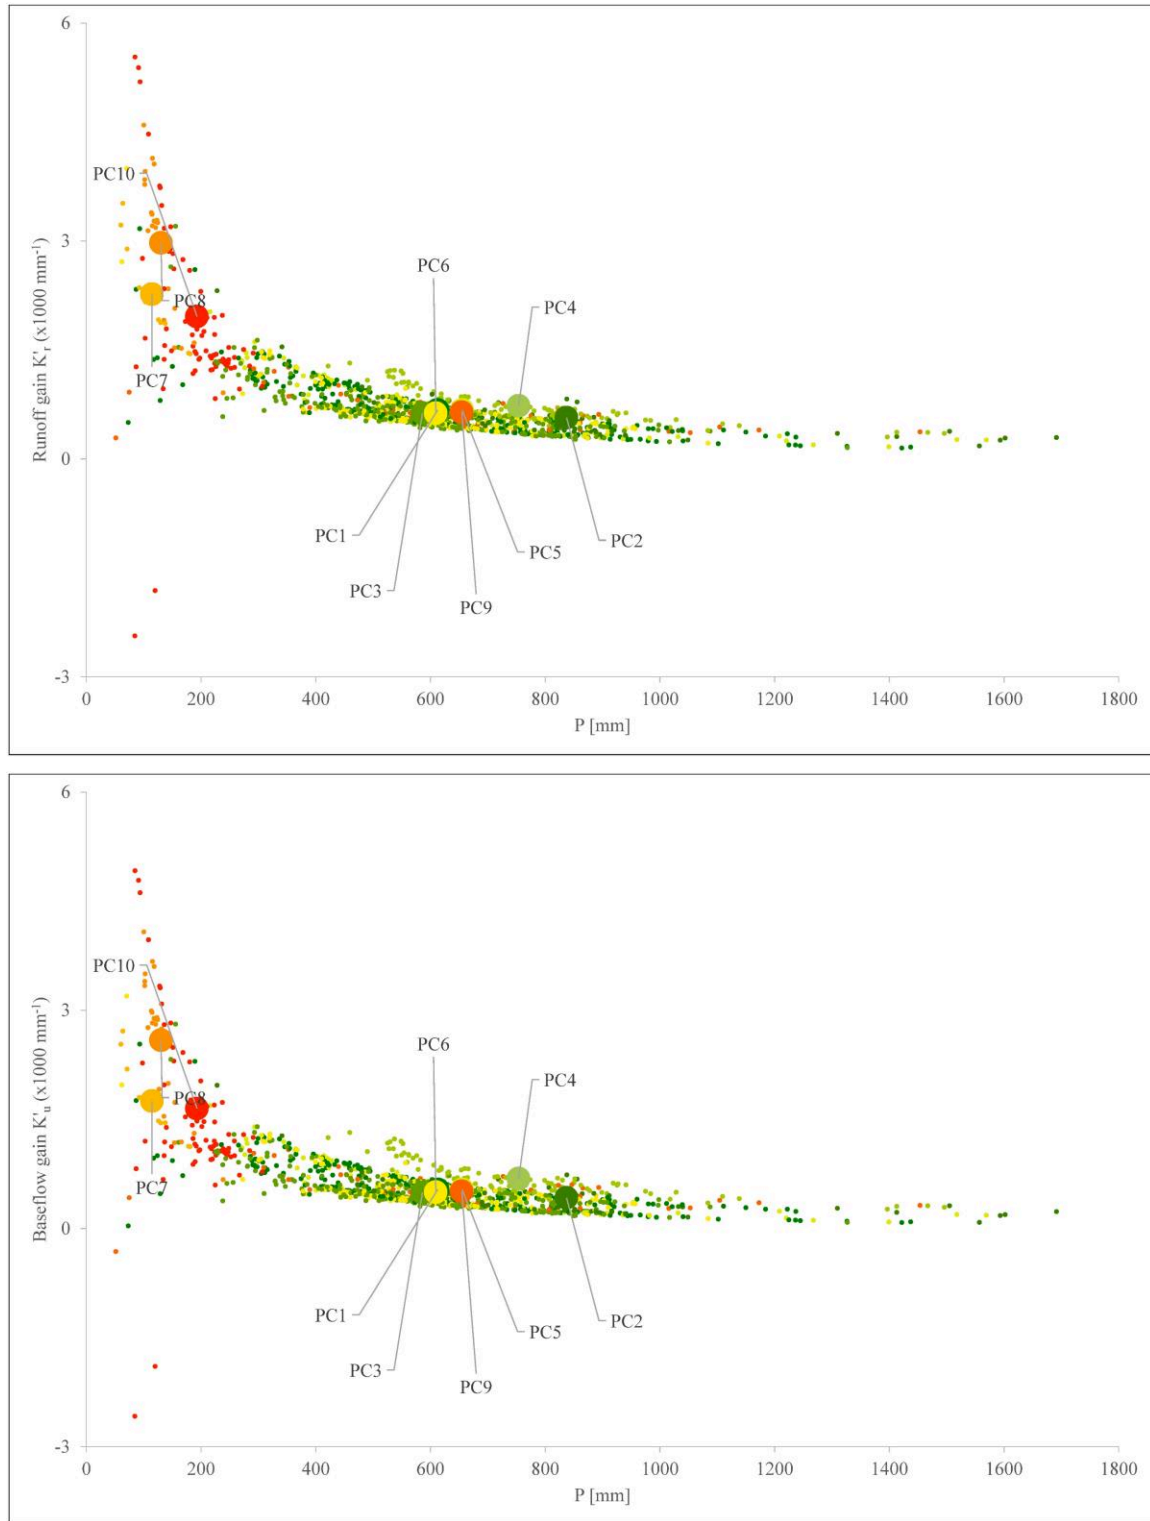 6
PC10
3
PC6
PC8
PC4
PC7
Runoff gain K'r (x1000 mm-1)
0
PC1
PC5
PC2
PC3
PC9
-3
0 200 400 600 800 1000 1200 1400 1600 1800
P [mm]
6
PC10
3
PC6
PC8
PC4
PC7
Baseflow gain K'u (x1000 mm-1)
0
PC1
PC5
PC2
PC3
PC9
-3
0 200 400 600 800 1000 1200 1400 1600 1800
P [mm]